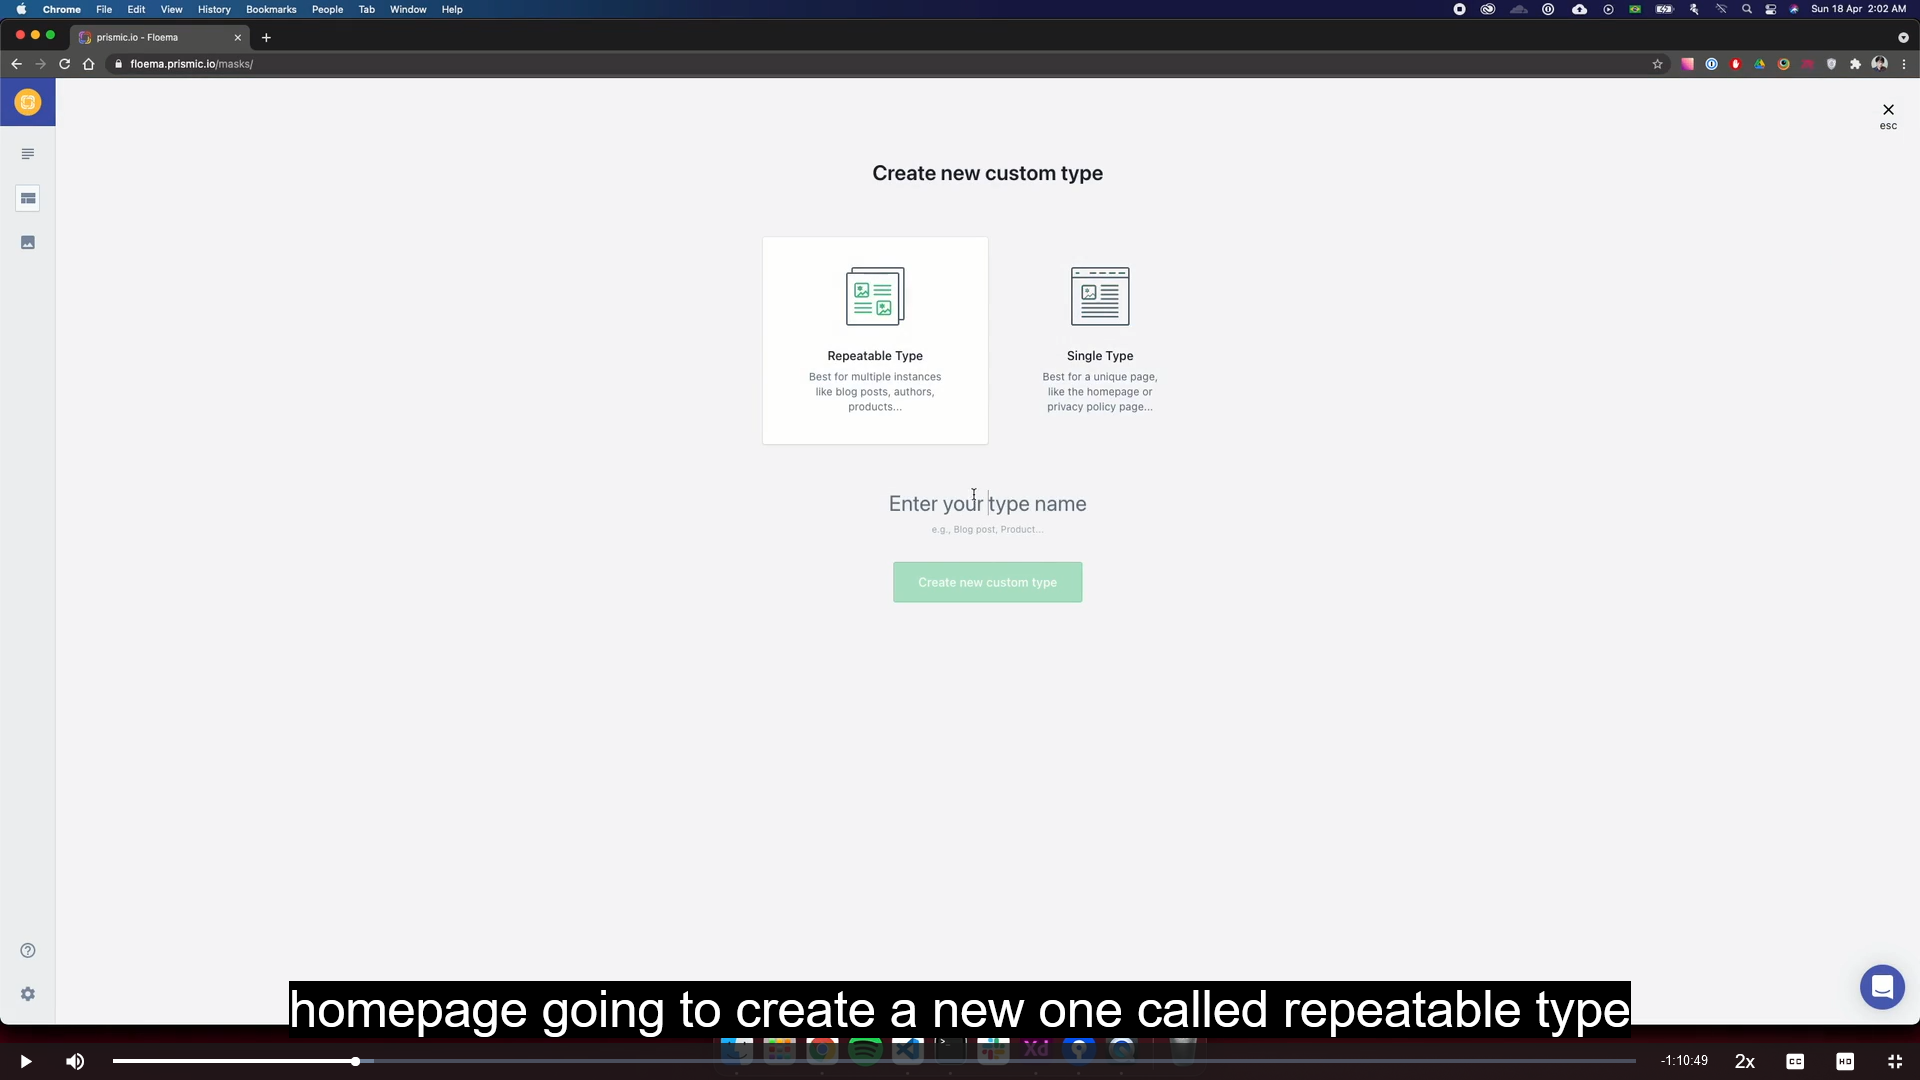 Chrome File Edit View History Bookmarks People Tab Window Help
Sun 18 Apr 2:02 AM
prismic.io - Floema
floema.prismic.io/masks/
esc
Create new custom type
Repeatable Type
Best for multiple instances
like blog posts, authors,
products...
Single Type
Best for a unique page,
like the homepage or
privacy policy page...
Enter your type name
e.g., Blog post, Product...
Create new custom type
homepage going to create a new one called repeatable type
Xd
-1:10:49
2x
CC
HD